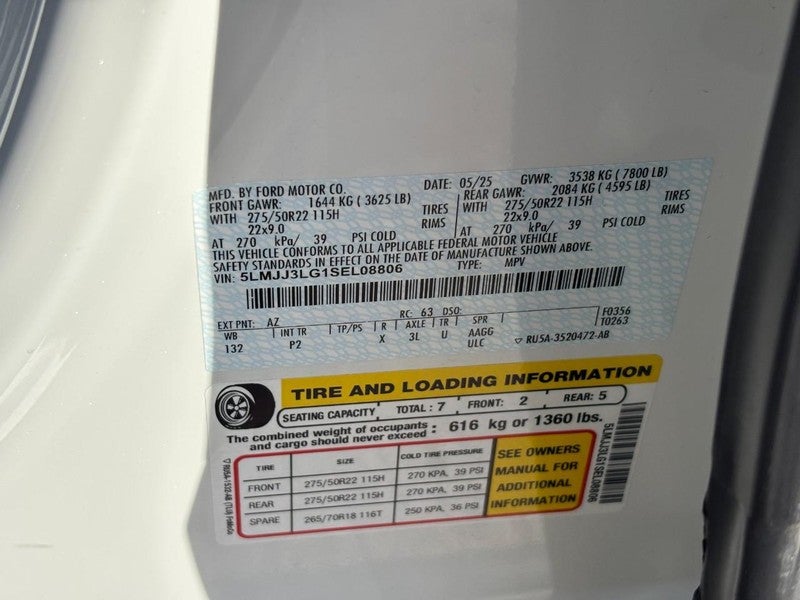 MFD. BY FORD MOTOR CO. DATE: 05/25 GVWR: 3538 KG ( 7800 LB)
FRONT GAWR: 1644 KG ( 3625 LB) REAR GAWR: 2084 KG ( 4595 LB)
WITH 275/50R22 115H TIRES WITH 275/50R22 115H TIRES
22x9.0 RIMS 22x9.0 RIMS
AT 270 kPa/ 39 PSI COLD AT 270 kPa/ 39 PSI COLD
THIS VEHICLE CONFORMS TO ALL APPLICABLE FEDERAL MOTOR VEHICLE
SAFETY STANDARDS IN EFFECT ON THE DATE OF MANUFACTURE SHOWN ABOVE.
VIN: 5LMJJ3LG1SEL08806 TYPE: MPV
EXT PNT: AZ RC: 63 DSO: F0356
WB INT TR TP/PS R AXLE TR SPR T0263
132 P2 X 3L U AAGG
ULC RU5A-3520472-AB
TIRE AND LOADING INFORMATION
SEATING CAPACITY TOTAL : 7 FRONT: 2 REAR: 5
The combined weight of occupants
and cargo should never exceed : 616 kg or 1360 lbs.
TIRE SIZE COLD TIRE PRESSURE
FRONT 275/50R22 115H 270 KPA, 39 PSI
REAR 275/50R22 115H 270 KPA, 39 PSI
SPARE 265/70R18 116T 250 KPA, 36 PSI
SEE OWNERS
MANUAL FOR
ADDITIONAL
INFORMATION
5LMJJ3LG1SEL08806